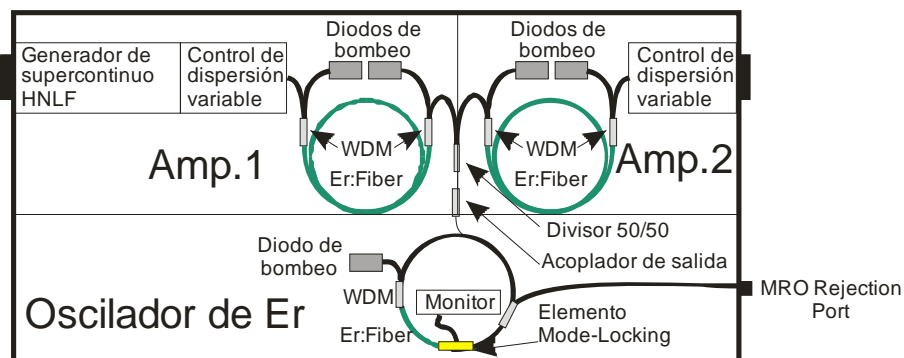 Diodos de
bombeo
Diodos de
bombeo
Generador de
supercontinuo
HNLF
Control de
dispersión
variable
Control de
dispersión
variable
WDM
WDM
Amp.1
Er:Fiber
Er:Fiber
Amp.2
Divisor 50/50
Diodo de
bombeo
Acoplador de salida
WDM
Monitor
MRO Rejection
Port
Oscilador de Er
Elemento
Mode-Locking
Er:Fiber